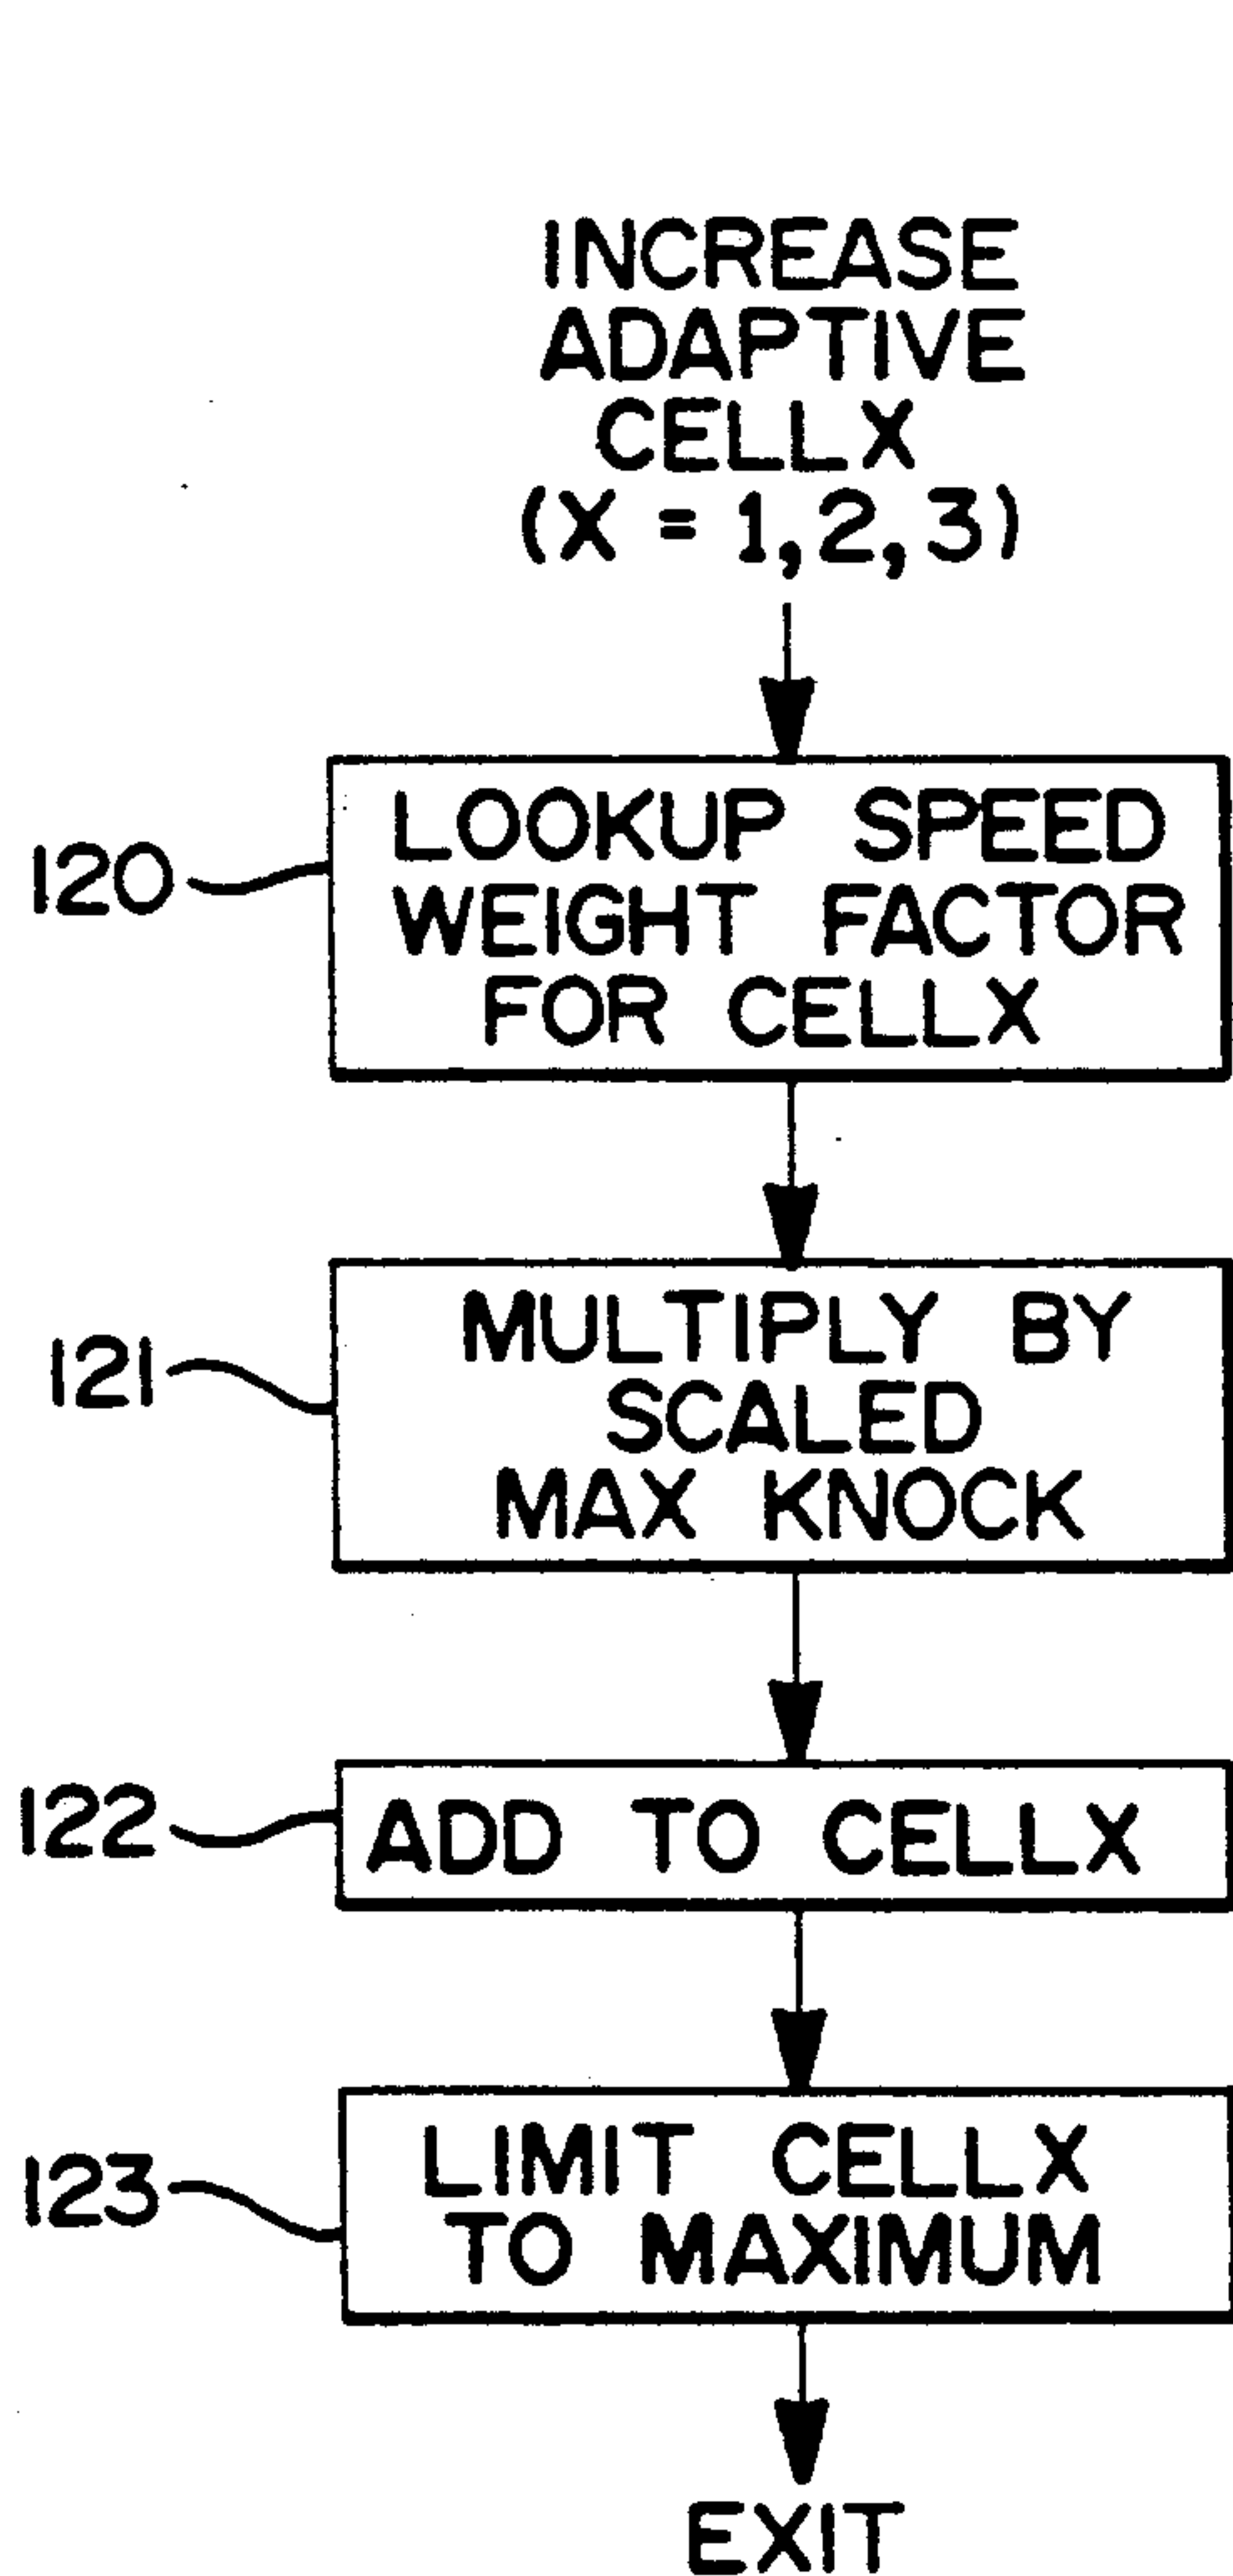 INCREASE
ADAPTIVE
CELLX
(X = 1,2,3)
120
LOOKUP SPEED
WEIGHT FACTOR
FOR CELLX
121
MULTIPLY BY
SCALED
MAX KNOCK
122
ADD TO CELLX
123
LIMIT CELLX
TO MAXIMUM
EXIT